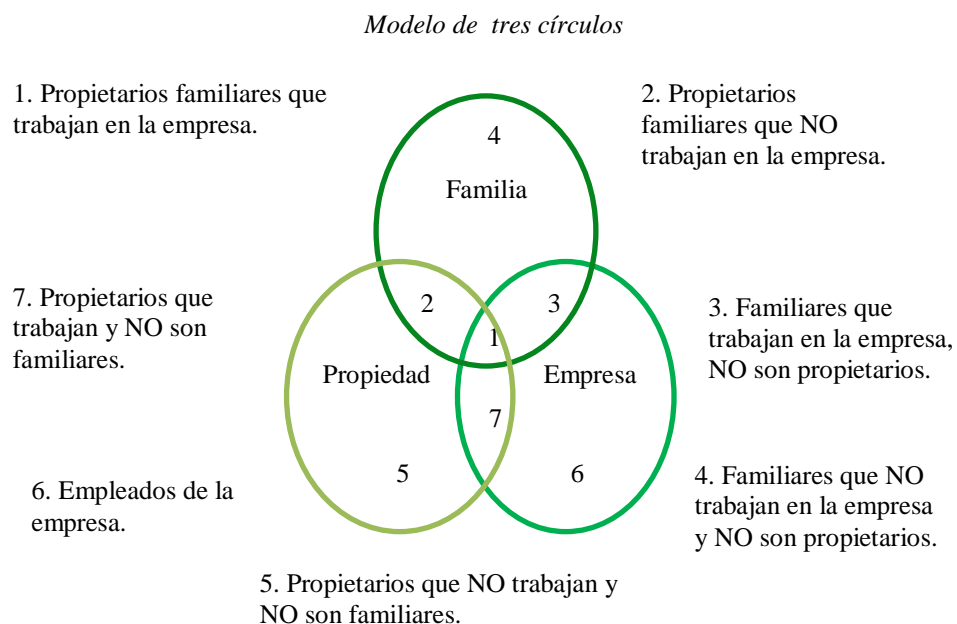 Modelo de tres círculos
1. Propietarios familiares que
trabajan en la empresa.
2. Propietarios
familiares que NO
trabajan en la empresa.
4
Familia
7. Propietarios que
trabajan y NO son
familiares.
2
3
1
3. Familiares que
trabajan en la empresa,
NO son propietarios.
Propiedad
Empresa
7
5
6
6. Empleados de la
empresa.
4. Familiares que NO
trabajan en la empresa
y NO son propietarios.
5. Propietarios que NO trabajan y
NO son familiares.